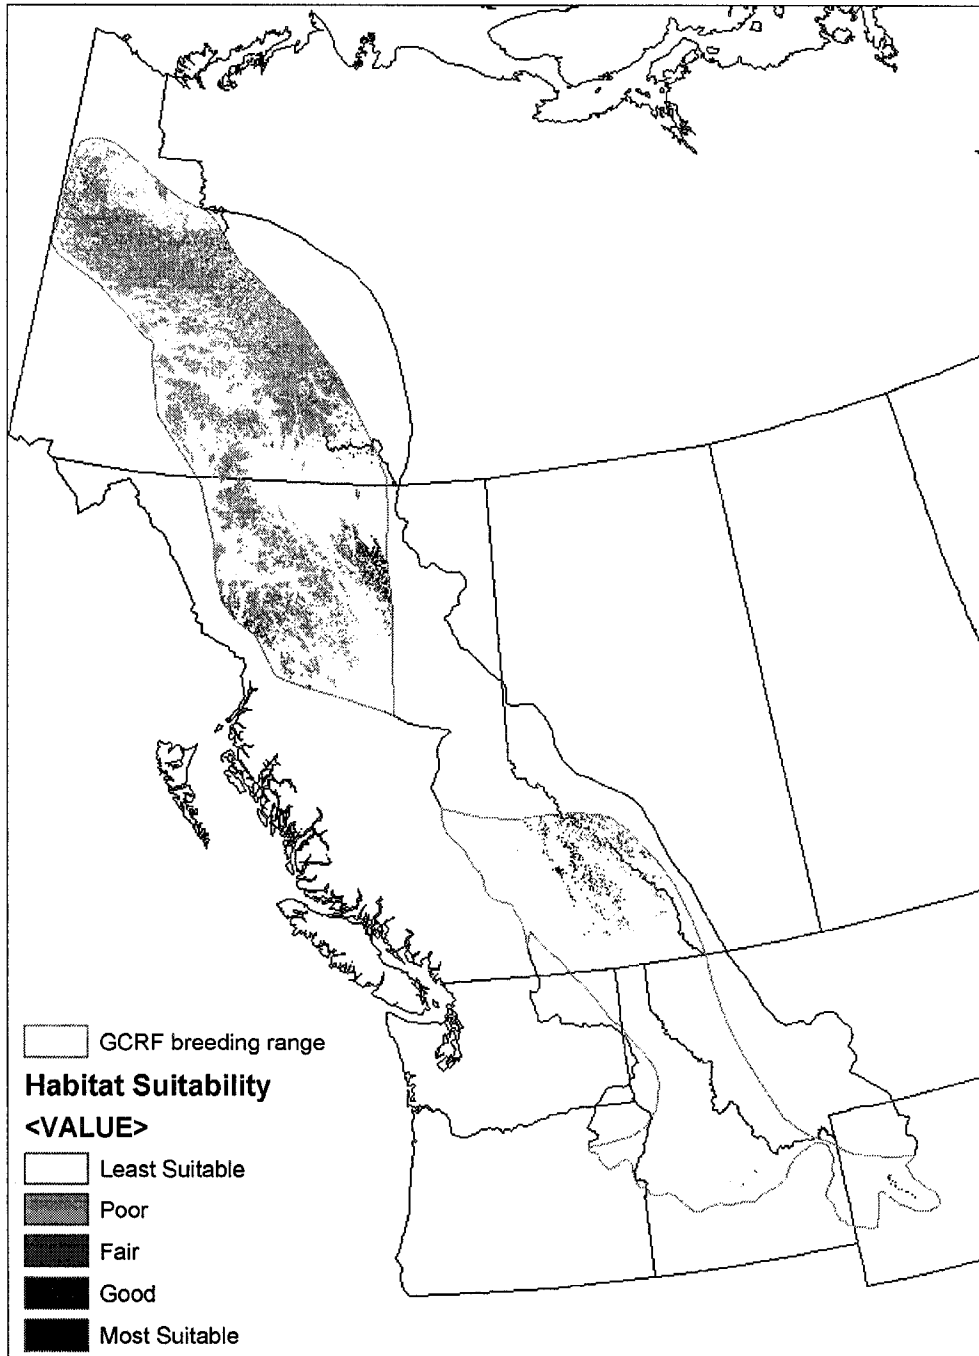 GCRF breeding range
Habitat Suitability
<VALUE>
Least Suitable
Poor
Fair
Good
Most Suitable